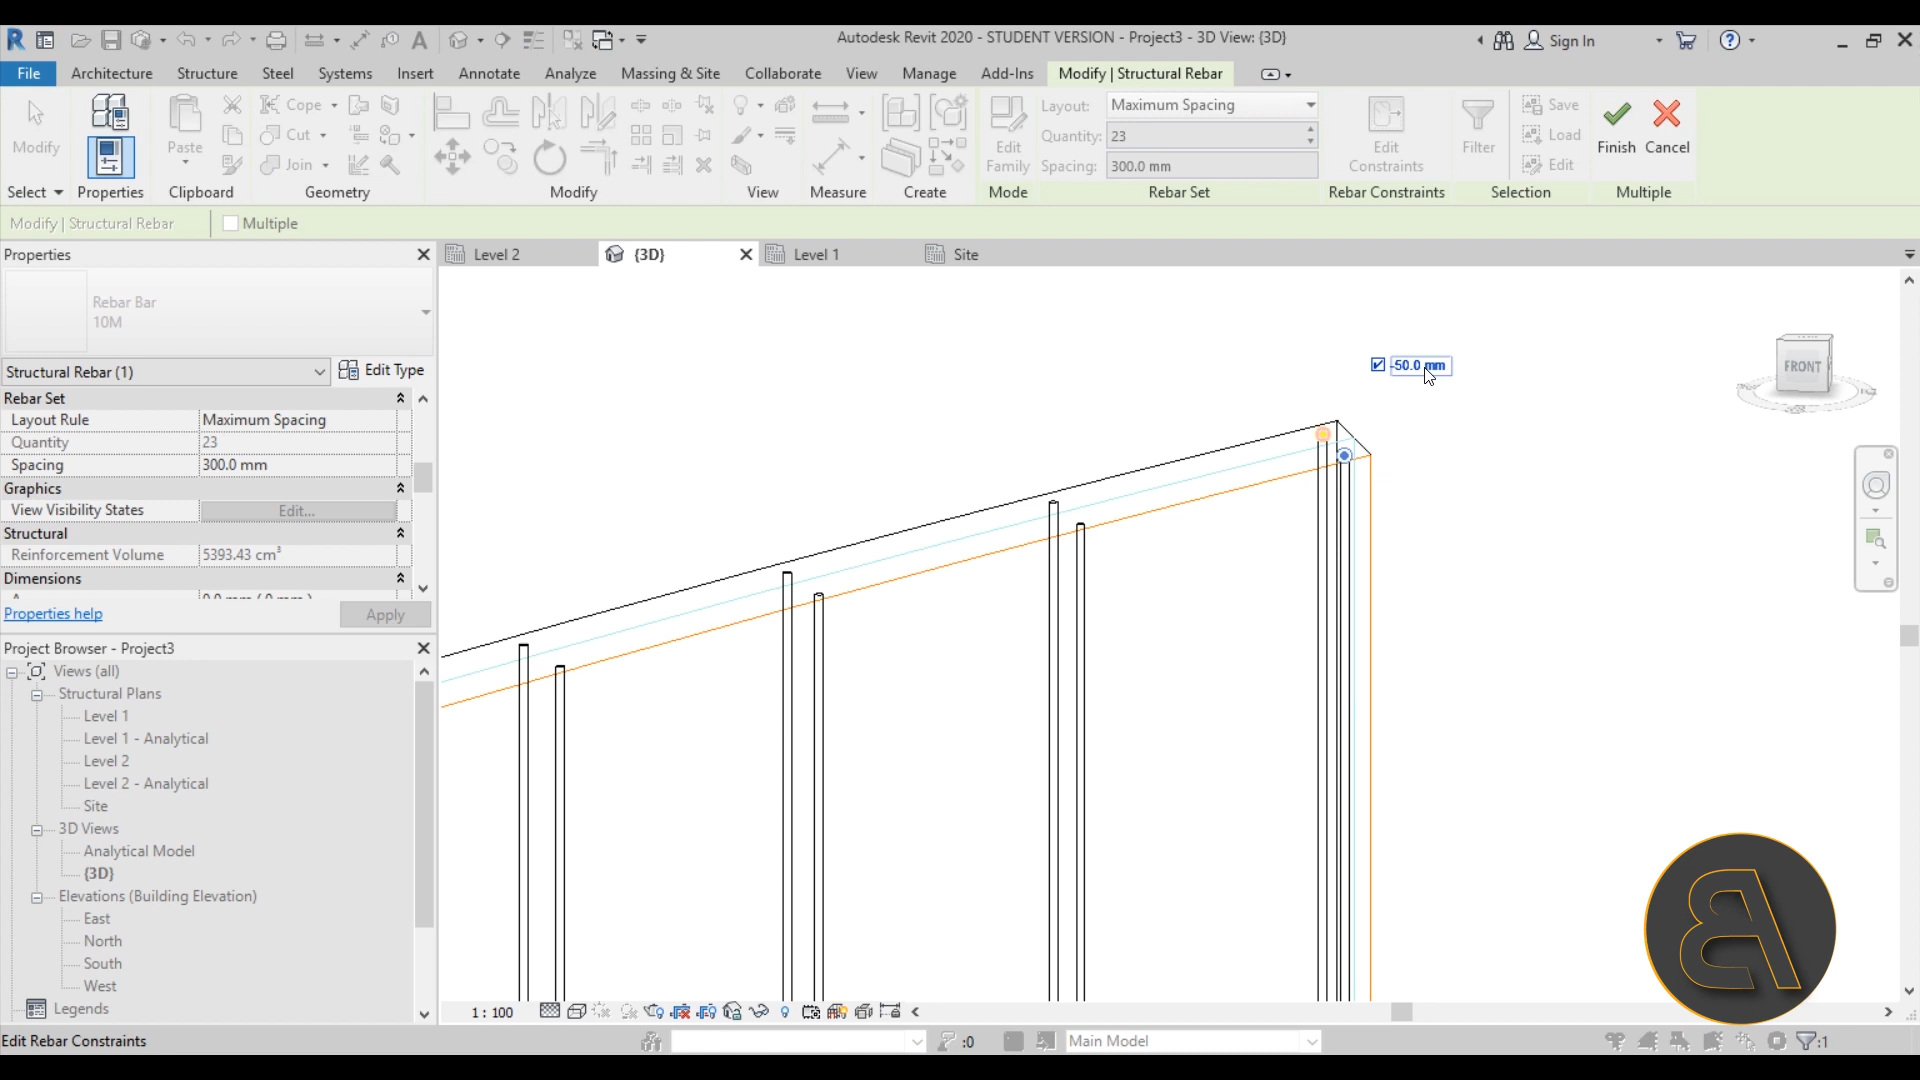 Autodesk Revit 2020 - STUDENT VERSION - Project3 - 3D View: {3D}
Sign In
File
Architecture
Structure
Steel
Systems
Insert
Annotate
Analyze
Massing & Site
Collaborate
View
Manage
Add-Ins
Modify | Structural Rebar
Modify
Paste
Cope
Cut
Join
Edit
Family
Layout: Maximum Spacing
Quantity: 23
Spacing: 300.0 mm
Edit
Constraints
Filter
Save
Load
Edit
Finish
Cancel
Select
Properties
Clipboard
Geometry
Modify
View
Measure
Create
Mode
Rebar Set
Rebar Constraints
Selection
Multiple
Modify | Structural Rebar
Multiple
Properties
Level 2
{3D}
Level 1
Site
Rebar Bar
10M
Structural Rebar (1)
Edit Type
Rebar Set
Layout Rule Maximum Spacing
Quantity 23
Spacing 300.0 mm
Graphics
View Visibility States Edit...
Structural
Reinforcement Volume 5393.43 cm³
Dimensions
Properties help
Apply
-50.0 mm
FRONT
Project Browser - Project3
Views (all)
Structural Plans
Level 1
Level 1 - Analytical
Level 2
Level 2 - Analytical
Site
3D Views
Analytical Model
{3D}
Elevations (Building Elevation)
East
North
South
West
Legends
1 : 100
Edit Rebar Constraints
:0
Main Model
:1